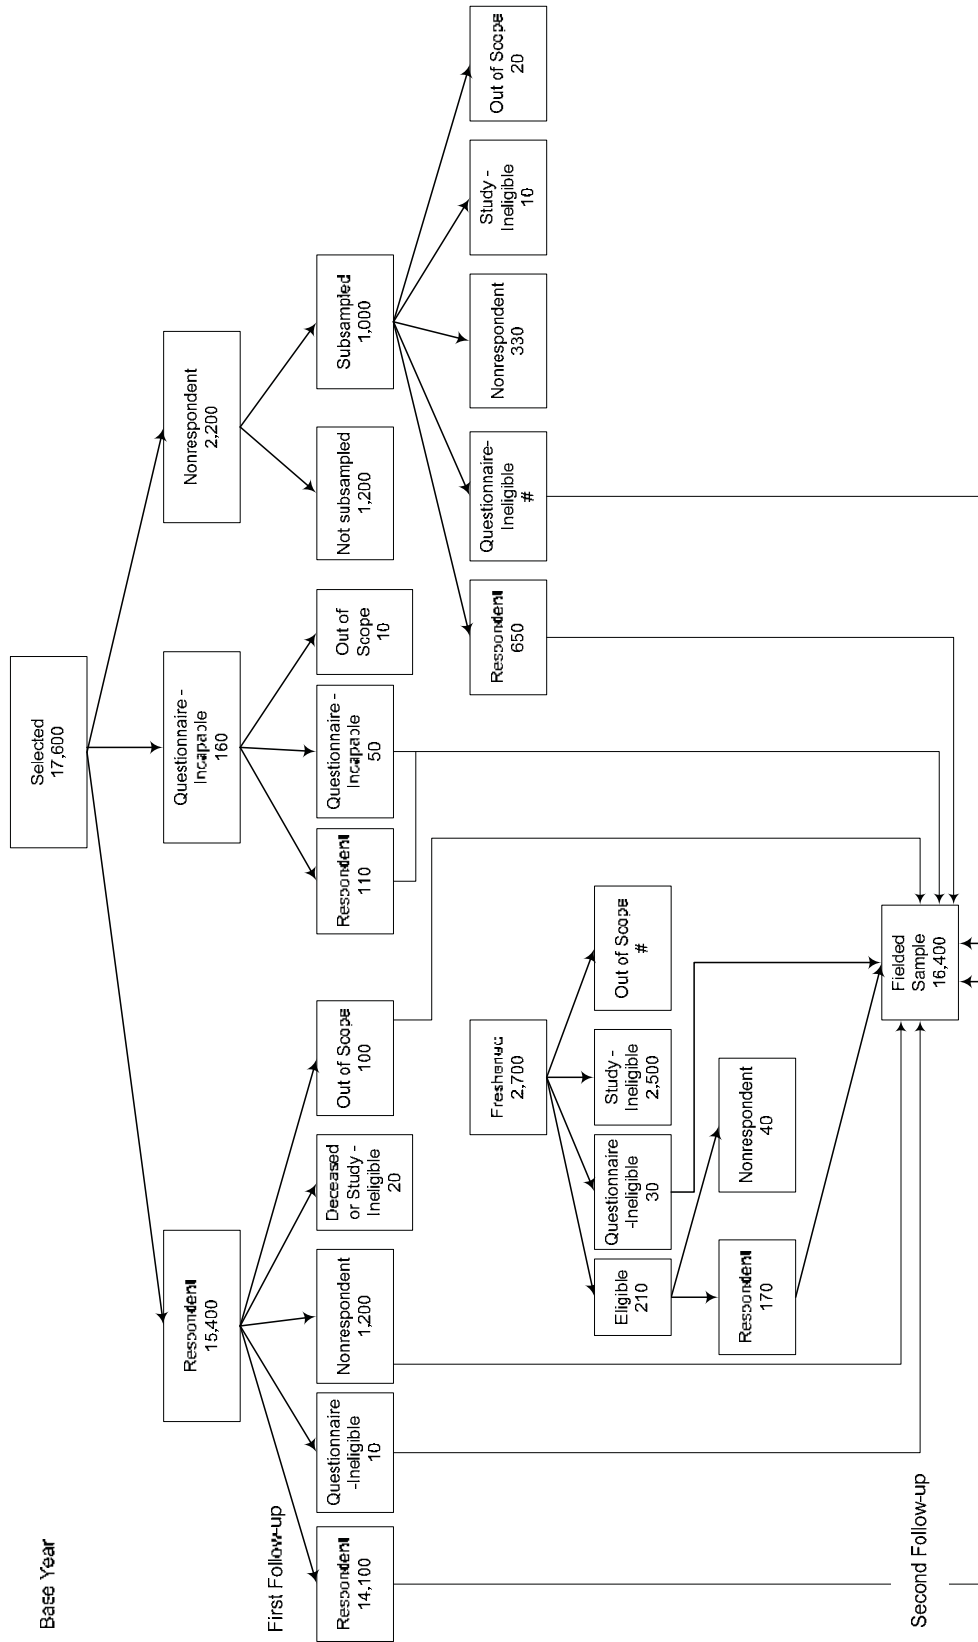 Base Year
Selected
17,600
Respondent
15,400
Questionnaire -
Incapable
160
Nonrespondent
2,200
First Follow-up
Respondent
14,100
Questionnaire
-Ineligible
10
Nonrespondent
1,200
Deceased
or Study -
Ineligible
20
Out of Scope
100
Respondent
110
Questionnaire -
Incapable
50
Out of
Scope
10
Not subsampled
1,200
Subsampled
1,000
Freshened
2,700
Respondent
650
Questionnaire-
Ineligible
#
Nonrespondent
330
Study -
Ineligible
10
Out of Scope
20
Eligible
210
Questionnaire
-Ineligible
30
Study -
Ineligible
2,500
Out of Scope
#
Respondent
170
Nonrespondent
40
Second Follow-up
Fielded
Sample
16,400